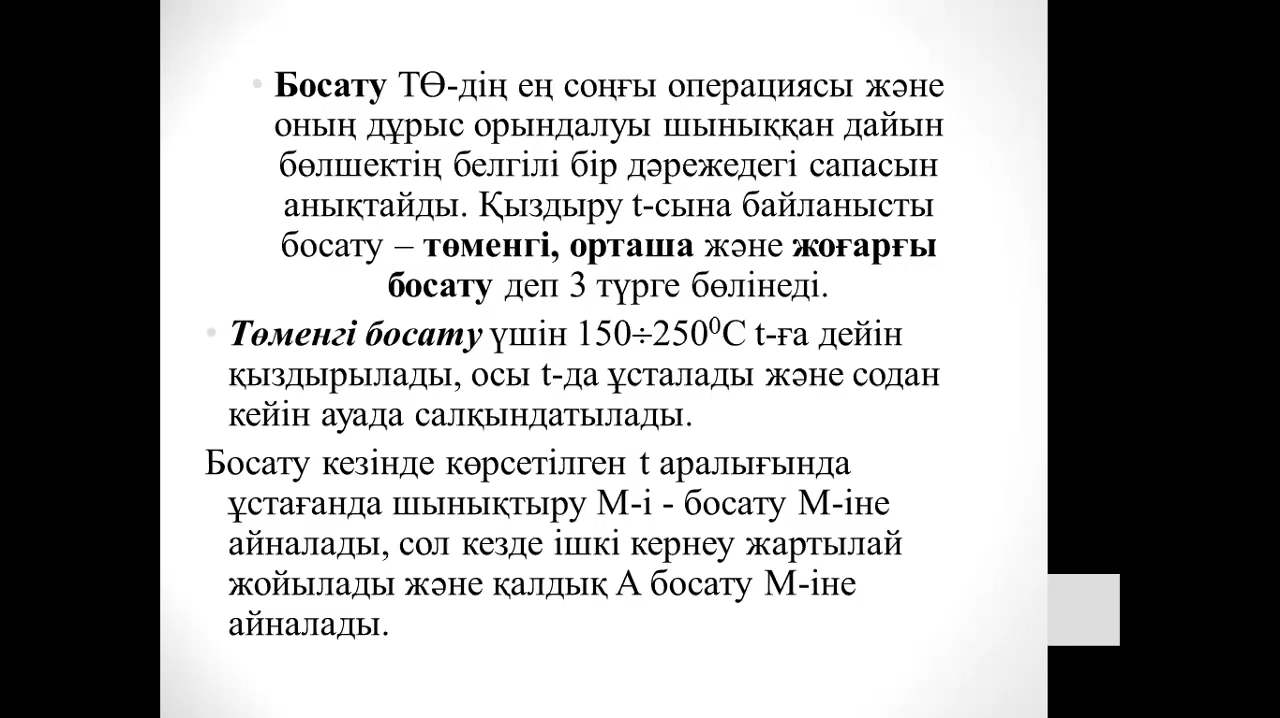 • Босату ТӨ-дің ең соңғы операциясы және
оның дұрыс орындалуы шыныққан дайын
бөлшектің белгілі бір дәрежедегі сапасын
анықтайды. Қыздыру t-сына байланысты
босату – төменгі, орташа және жоғарғы
босату деп 3 түрге бөлінеді.
• Төменгі босату үшін 150÷250⁰С t-ға дейін
қыздырылады, осы t-да ұсталады және содан
кейін ауада салқындатылады.
Босату кезінде көрсетілген t аралығында
ұстағанда шынықтыру М-і - босату М-іне
айналады, сол кезде ішкі кернеу жартылай
жойылады және қалдық А босату М-іне
айналады.